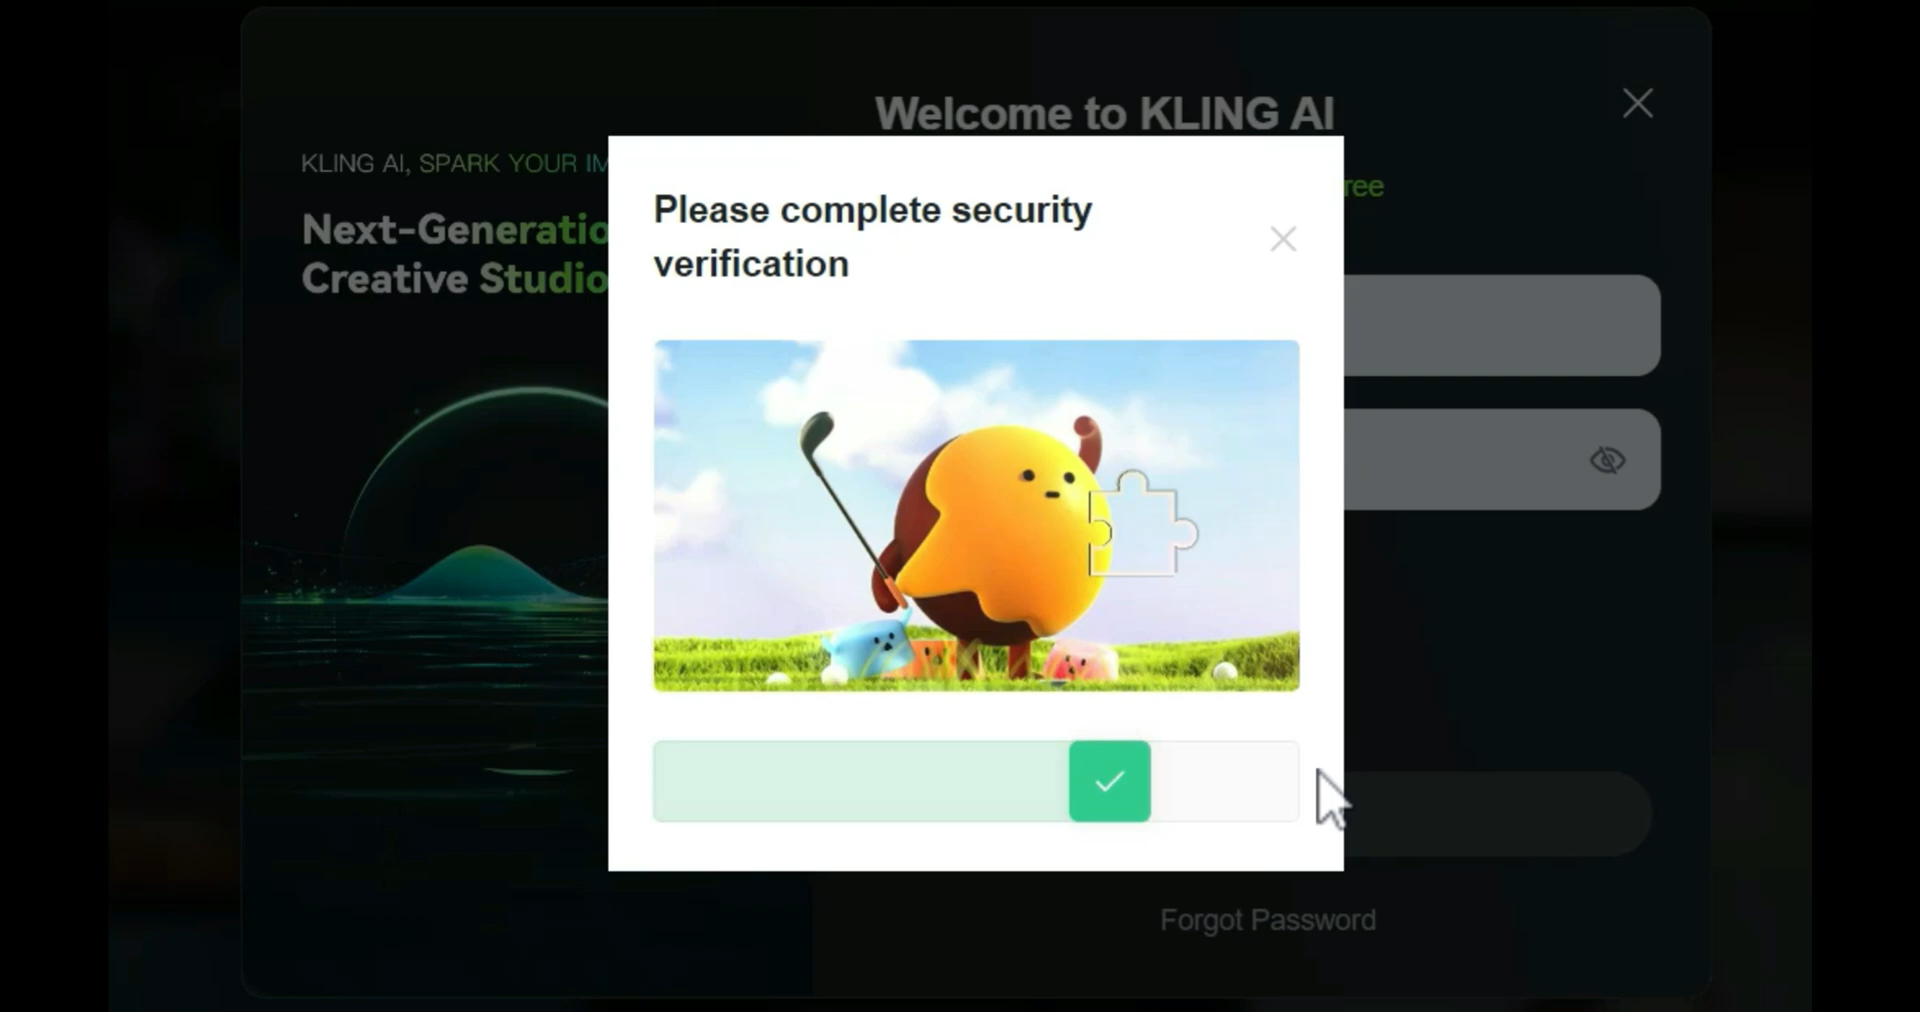 Welcome to KLING AI
KLING AI, SPARK YOUR
ree
Next-Generatio
Creative Studio
Please complete security
verification
Forgot Password